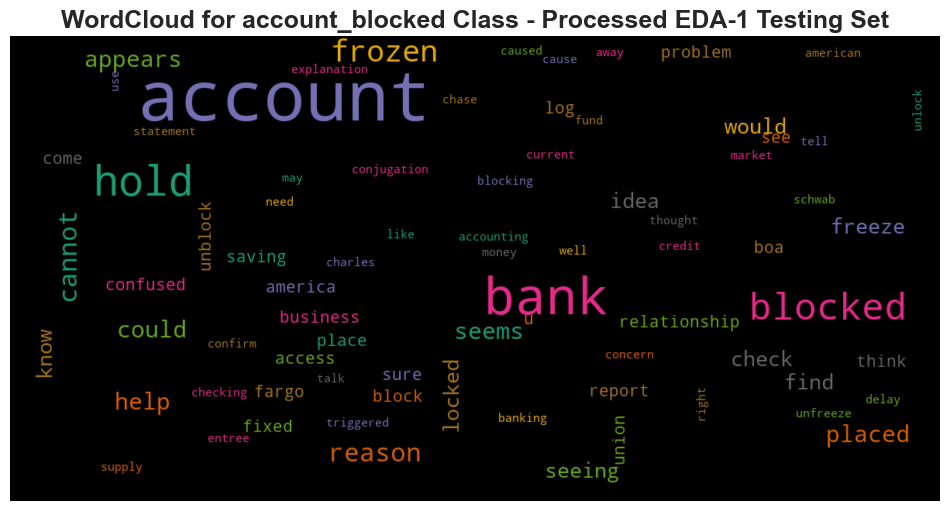 WordCloud for account_blocked Class - Processed EDA-1 Testing Set
frozen
caused
cause
away
problem
american
appears
explanation
use
account
chase
log
fund
unlock
statement
would
see
tell
come
current
market
hold
may
conjugation
blocking
need
idea
schwab
thought
unblock
cannot
like
accounting
money
well
credit
boa
freeze
saving
charles
confused
america
bank
blocked
business
u
relationship
could
seems
know
confirm
place
access
concern
check
think
talk
sure
find
checking
fargo
block
locked
report
right
delay
help
banking
unfreeze
fixed
triggered
union
placed
entree
reason
supply
seeing